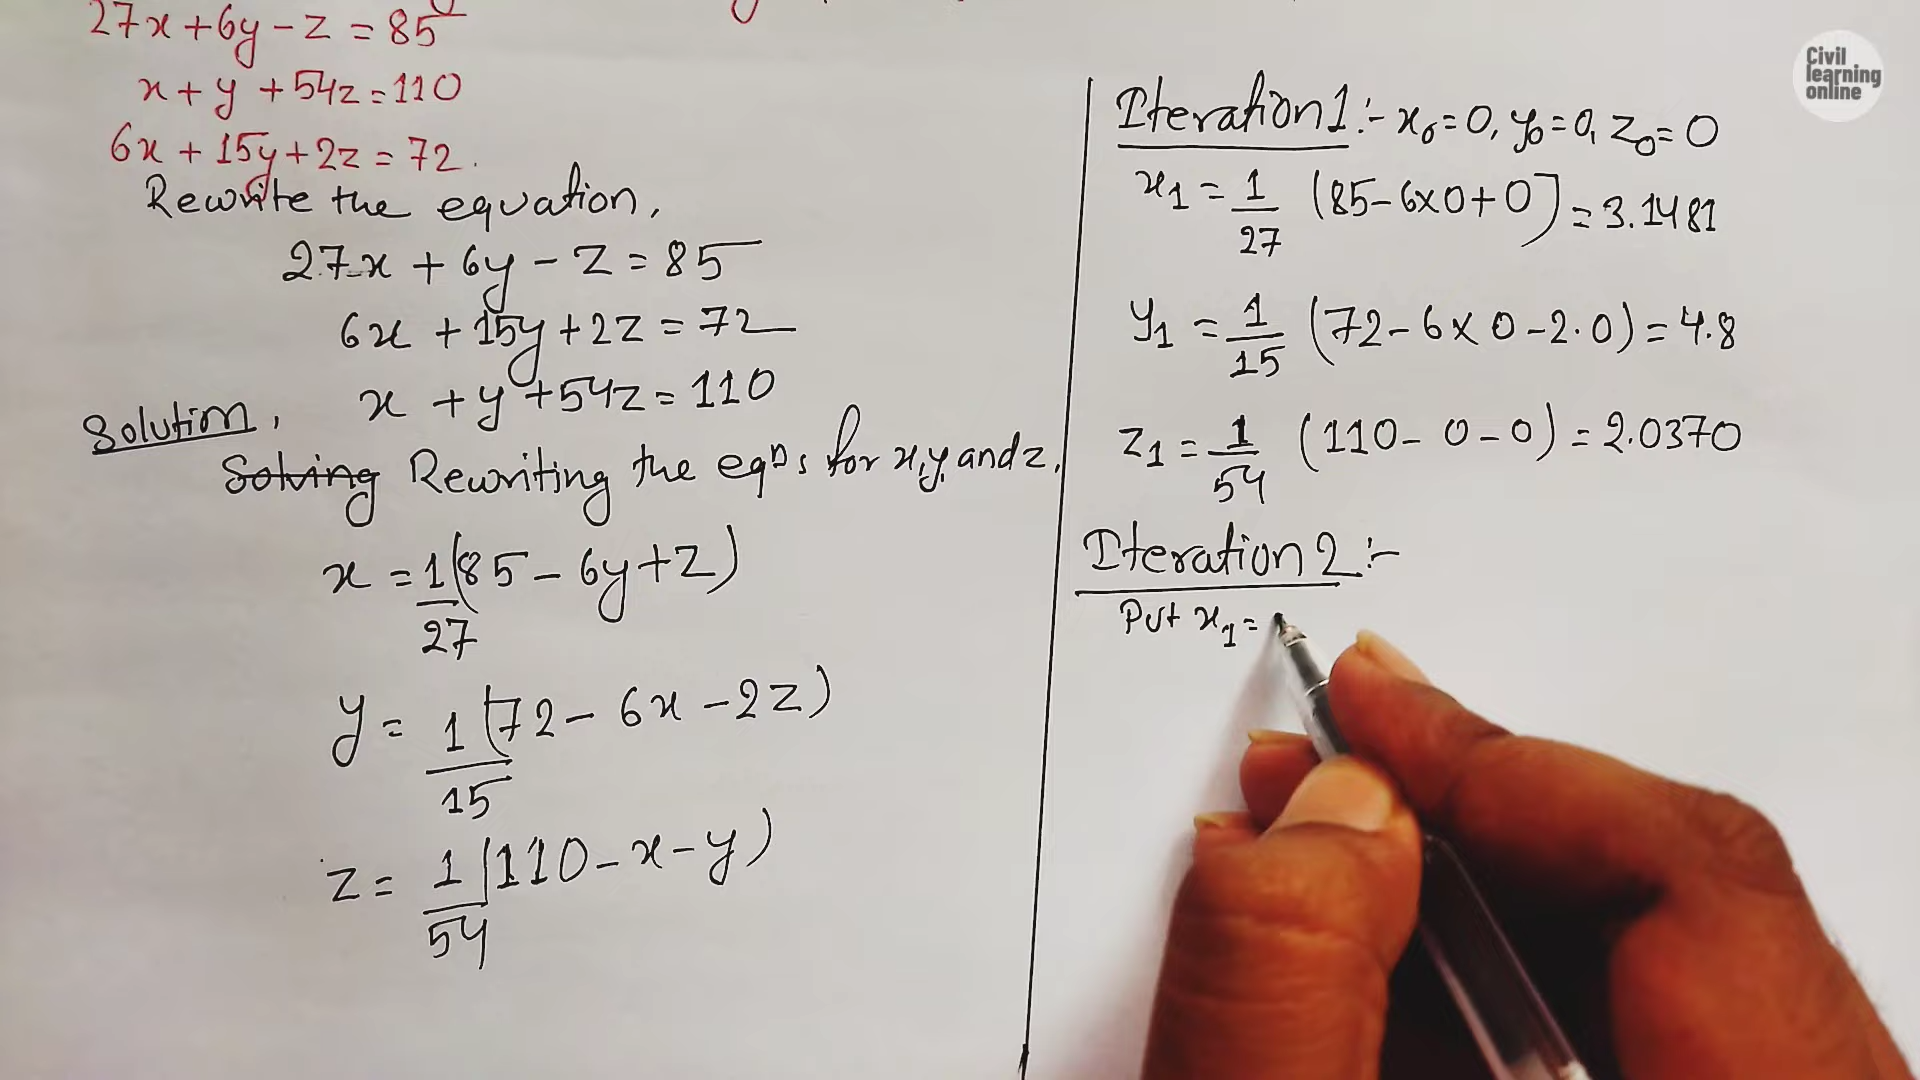 27x + 6y - z = 85
x + y + 54z = 110
6x + 15y + 2z = 72.
Rewrite the equation,
27x + 6y - z = 85
6x + 15y + 2z = 72
x + y + 54z = 110
Solution,
Solving Rewriting the eqns for x, y, and z.
x = 1/27 (85 - 6y + z)
y = 1/15 (72 - 6x - 2z)
z = 1/54 (110 - x - y)
Iteration 1 :- x0 = 0, y0 = 0, z0 = 0
x1 = 1/27 (85 - 6x0 + 0) = 3.1481
y1 = 1/15 (72 - 6 x 0 - 2.0) = 4.8
z1 = 1/54 (110 - 0 - 0) = 2.0370
Iteration 2 :-
Put x1 =
Civil
learning
online